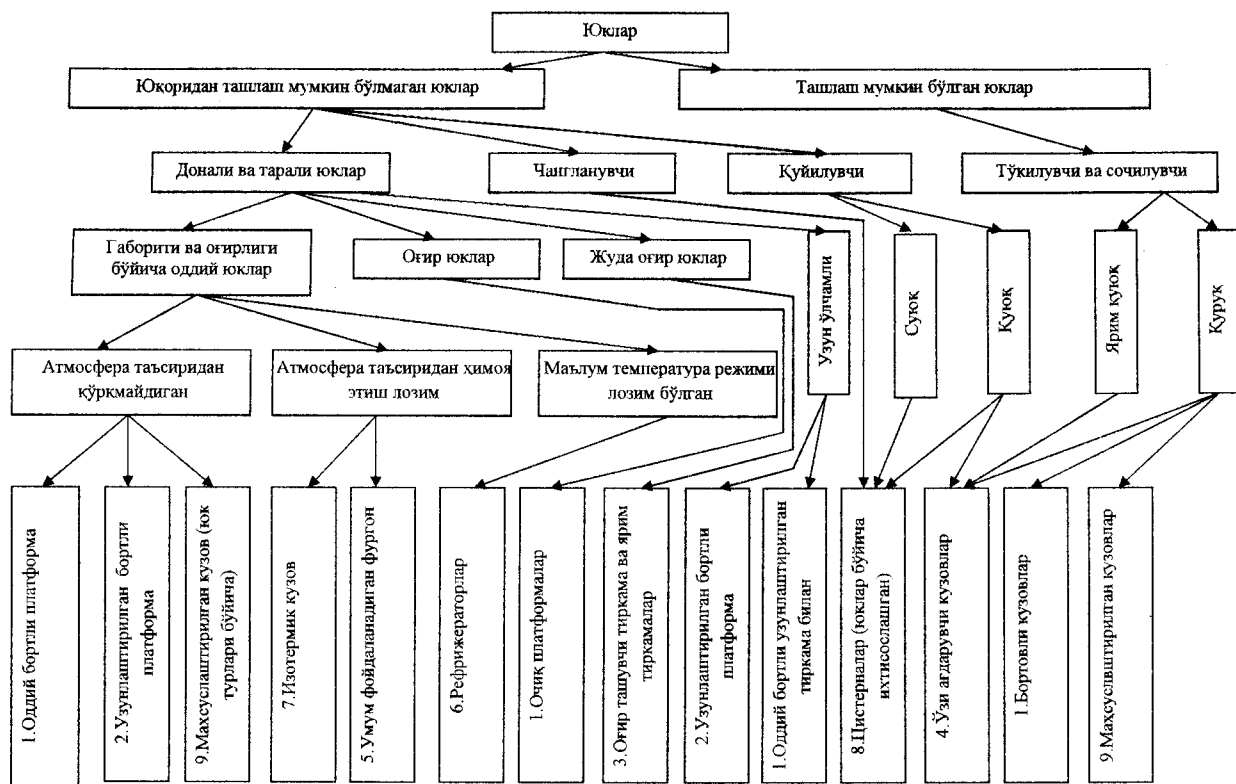 Юклар
Юқоридан ташлаш мумкин бўлмаган юклар
Ташлаш мумкин бўлган юклар
Донали ва тарали юклар
Чангланувчи
Қуйилувчи
Тўкилувчи ва сочилувчи
Габорити ва оғирлиги
бўйича оддий юклар
Оғир юклар
Жуда оғир юклар
Узун ўлчамли
Суюқ
Қуюқ
Ярим қуюқ
Қуруқ
Атмосфера таъсиридан
қўрқмайдиган
Атмосфера таъсиридан ҳимоя
этиш лозим
Маълум температура режими
лозим бўлган
1.Оддий бортли платформа
2.Узунлаштирилган бортли
платформа
9.Махсуслаштирилган кузов (юк
турлари бўйича)
7.Изотермик кузов
5.Умум фойдаланадиган фургон
6.Рефрижераторлар
1.Очиқ платформалар
3.Оғир ташувчи тиркама ва ярим
тиркамалар
2.Узунлаштирилган бортли
платформа
1.Оддий бортли узунлаштирилган
тиркама билан
8.Цистерналар (юклар бўйича
ихтисослашган)
4.Ўзи ағдарувчи кузовлар
1.Бортовли кузовлар
9.Махсуслвштирилган кузовлар